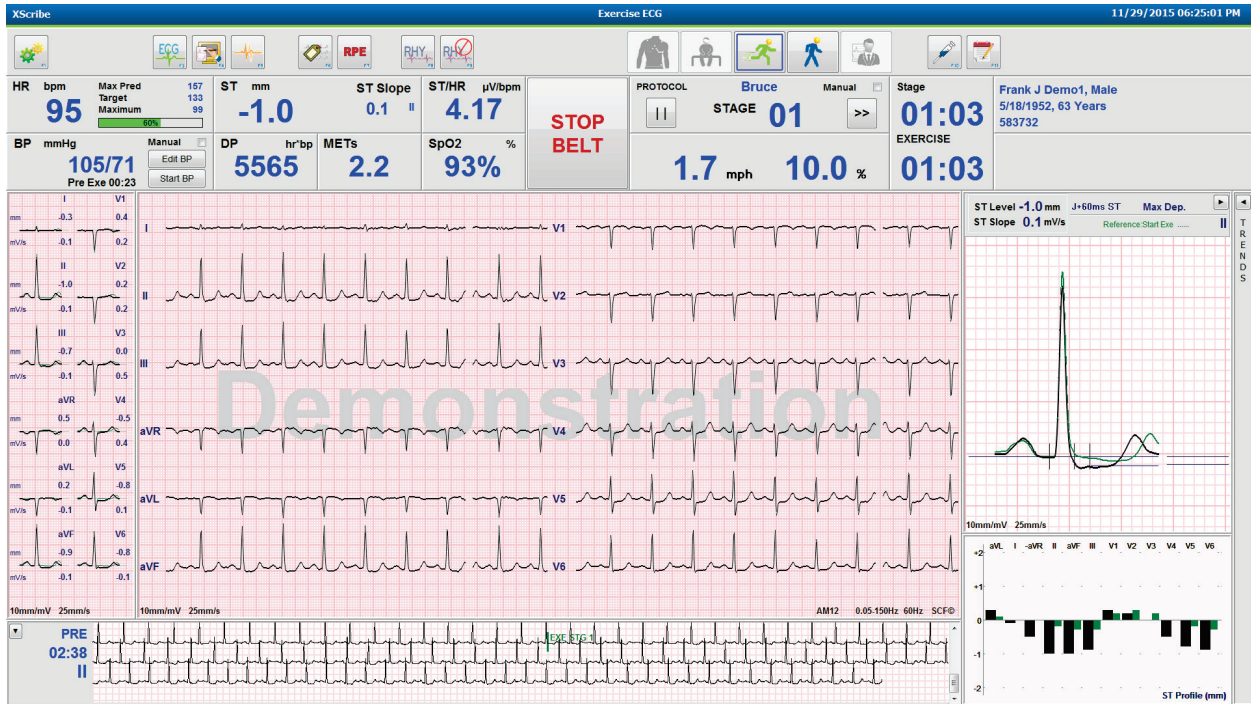 XScribe Exercise ECG 11/29/2015 06:25:01 PM
F1 ECG F3 F4 F5 F6 RPE F7 RHY F8 RHY F9 F10 F12
HR bpm
95
Max Pred 157
Target 133
Maximum 99
60%
ST mm
-1.0
ST Slope
0.1 II
ST/HR µV/bpm
4.17
BP mmHg
105/71
Pre Exe 00:23
Manual
Edit BP
Start BP
DP hr*bp
5565
METs
2.2
SpO2 %
93%
STOP
BELT
PROTOCOL Bruce Manual
STAGE 01 >>
1.7 mph 10.0 %
Stage
01:03
EXERCISE
01:03
Frank J Demo1, Male
5/18/1952, 63 Years
583732
I V1
mm -0.3 0.4
mV/s -0.1 0.2
II V2
mm -1.0 0.2
mV/s -0.1 0.2
III V3
mm -0.7 0.0
mV/s -0.1 0.5
aVR V4
mm 0.5 -0.5
mV/s 0.0 0.4
aVL V5
mm 0.2 -0.8
mV/s -0.1 0.1
aVF V6
mm -0.9 -0.8
mV/s -0.1 -0.1
10mm/mV 25mm/s
I V1
II V2
III V3
Demonstration
aVR V4
aVL V5
aVF V6
10mm/mV 25mm/s AM12 0.05-150Hz 60Hz SCF©
ST Level -1.0 mm J+60ms ST Max Dep.
ST Slope 0.1 mV/s Reference:Start Exe ...... II
TRENDS
10mm/mV 25mm/s
aVL I -aVR II aVF III V1 V2 V3 V4 V5 V6
+2
+1
0
-1
-2
ST Profile (mm)
PRE
02:38
II
EXE STG 1